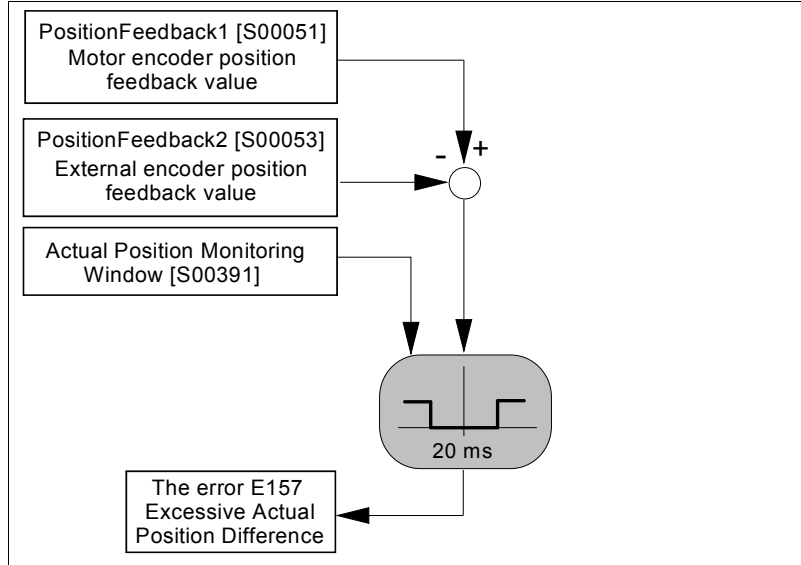 PositionFeedback1 [S00051]
Motor encoder position
feedback value
PositionFeedback2 [S00053]
External encoder position
feedback value
- +
Actual Position Monitoring
Window [S00391]
20 ms
The error E157
Excessive Actual
Position Difference